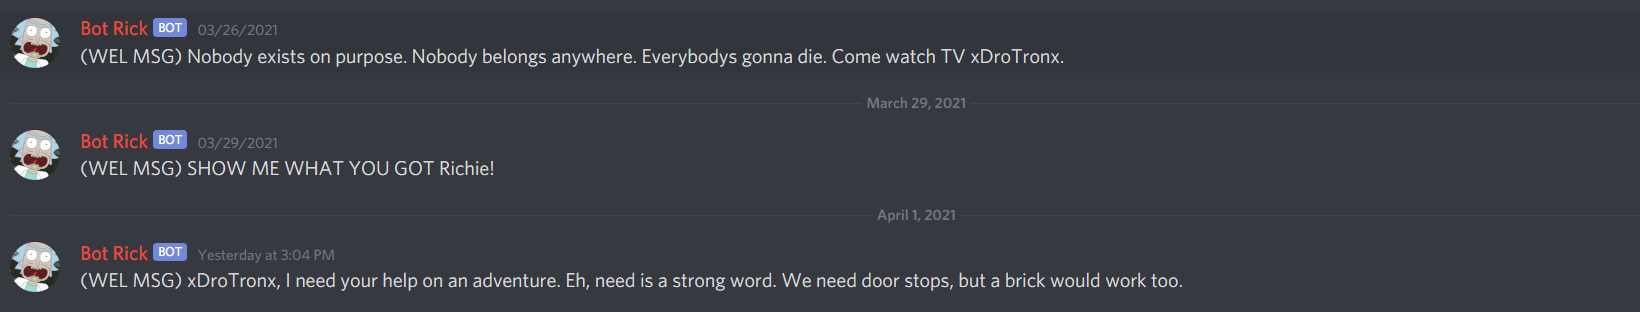 Bot Rick BOT 03/26/2021
(WEL MSG) Nobody exists on purpose. Nobody belongs anywhere. Everybodys gonna die. Come watch TV xDroTronx.
March 29, 2021
Bot Rick BOT 03/29/2021
(WEL MSG) SHOW ME WHAT YOU GOT Richie!
April 1, 2021
Bot Rick BOT Yesterday at 3:04 PM
(WEL MSG) xDroTronx, I need your help on an adventure. Eh, need is a strong word. We need door stops, but a brick would work too.